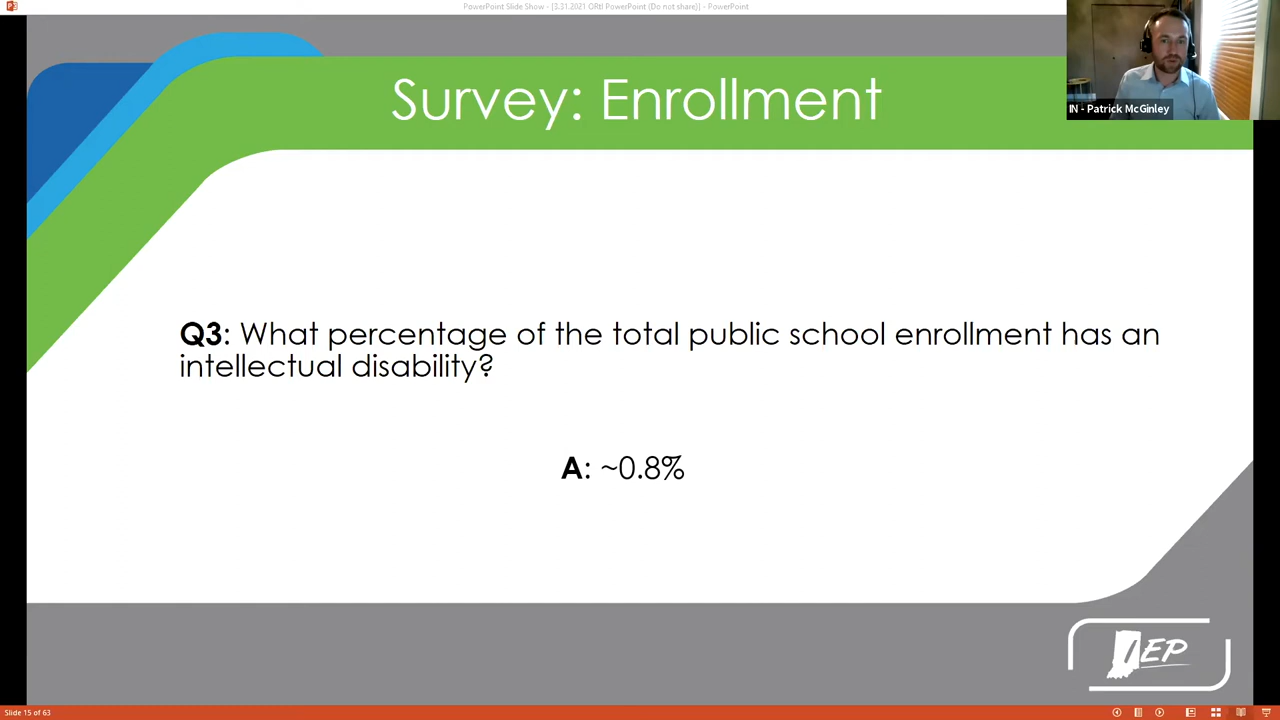 PowerPoint Slide Show - [3.31.2021 ORtI PowerPoint (Do not share)] - PowerPoint
IN - Patrick McGinley
Survey: Enrollment
Q3: What percentage of the total public school enrollment has an
intellectual disability?
A: ~0.8%
IEP
Slide 15 of 63